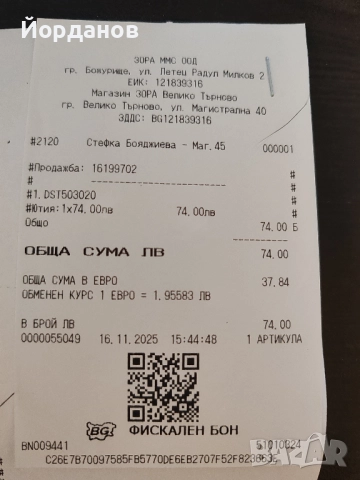 Йорданов
ЗОРА ММС ООД
гр. Божурище, ул. Летец Радул Милков 2
ЕИК: 121839316
Магазин ЗОРА Велико Търново
гр. Велико Търново, ул. Магистрална 40
ЗДДС: BG121839316
#2120 Стефка Бояджиева - Маг.45 000001
#Продажба: 16199702 #
# ---------- #
#1.DST503020
#Ютия:1x74,00лв 74.00лв #
Общо 74.00 Б
ОБЩА СУМА ЛВ 74.00
ОБЩА СУМА В ЕВРО 37.84
ОБМЕНЕН КУРС 1 ЕВРО = 1.95583 ЛВ
В БРОЙ ЛВ 74.00
0000055049 16.11.2025 15:44:48 1 АРТИКУЛА
BG
ФИСКАЛЕН БОН
BN009441
bazar.bg